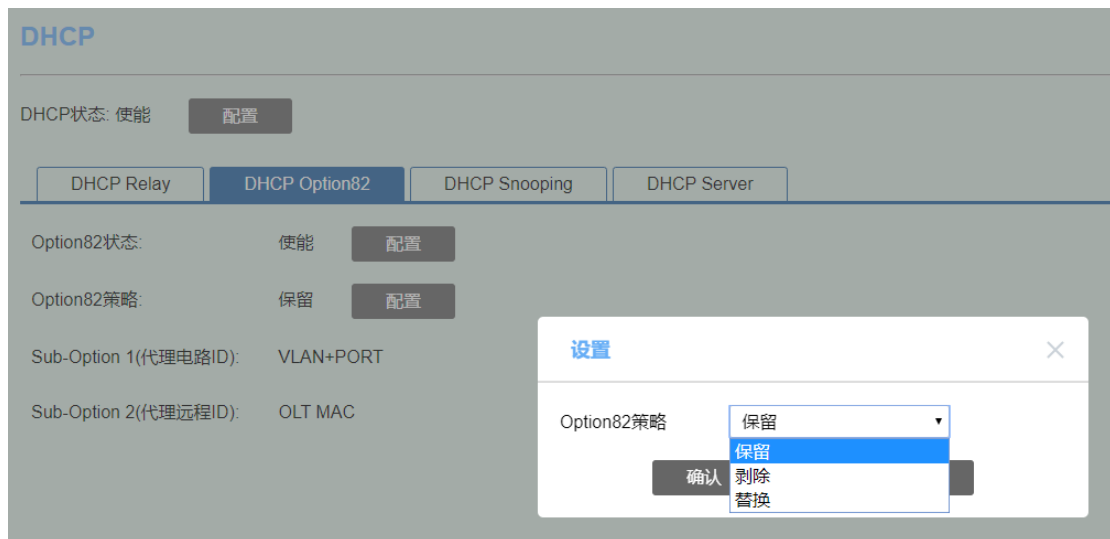 DHCP
DHCP状态: 使能 配置
DHCP Relay DHCP Option82 DHCP Snooping DHCP Server
Option82状态: 使能 配置
Option82策略: 保留 配置
Sub-Option 1(代理电路ID): VLAN+PORT
Sub-Option 2(代理远程ID): OLT MAC
设置
Option82策略 保留
保留
确认
剥除
替换